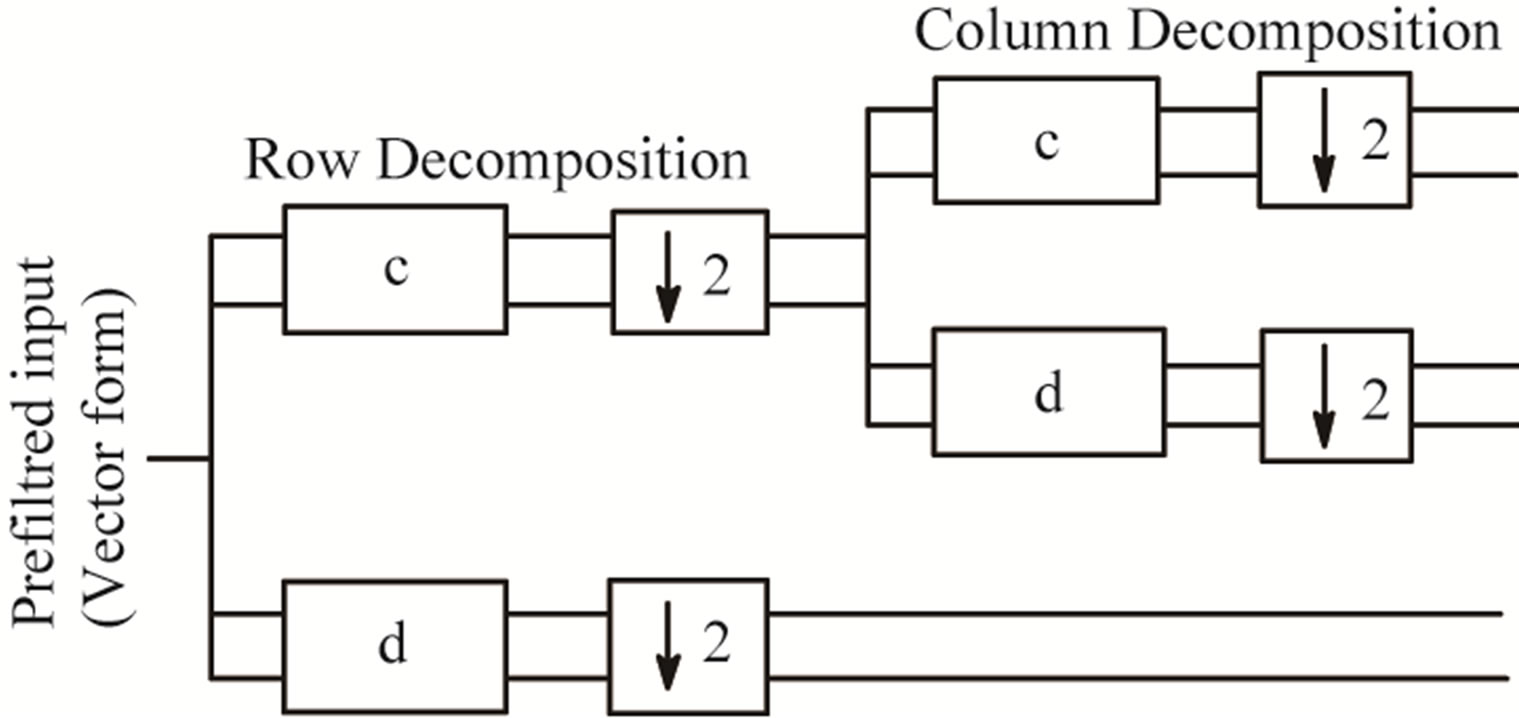 Column Decomposition
c
2
Row Decomposition
c
2
d
2
Prefiltred input
(Vector form)
d
2